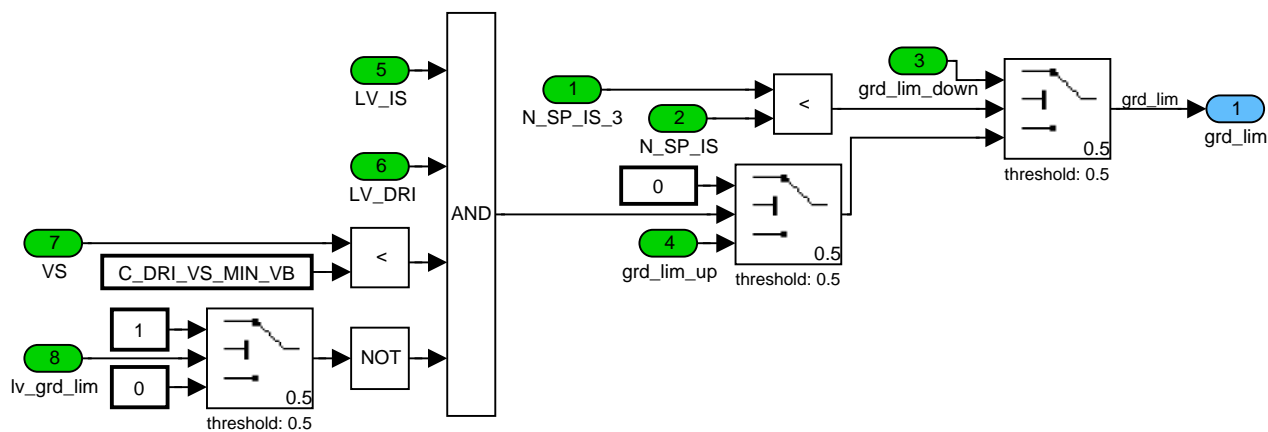 5
LV_IS
6
LV_DRI
7
VS
C_DRI_VS_MIN_VB
<
1
8
lv_grd_lim
0
0.5
threshold: 0.5
NOT
AND
1
N_SP_IS_3
2
N_SP_IS
<
0
4
grd_lim_up
0.5
threshold: 0.5
3
grd_lim_down
0.5
threshold: 0.5
grd_lim
1
grd_lim